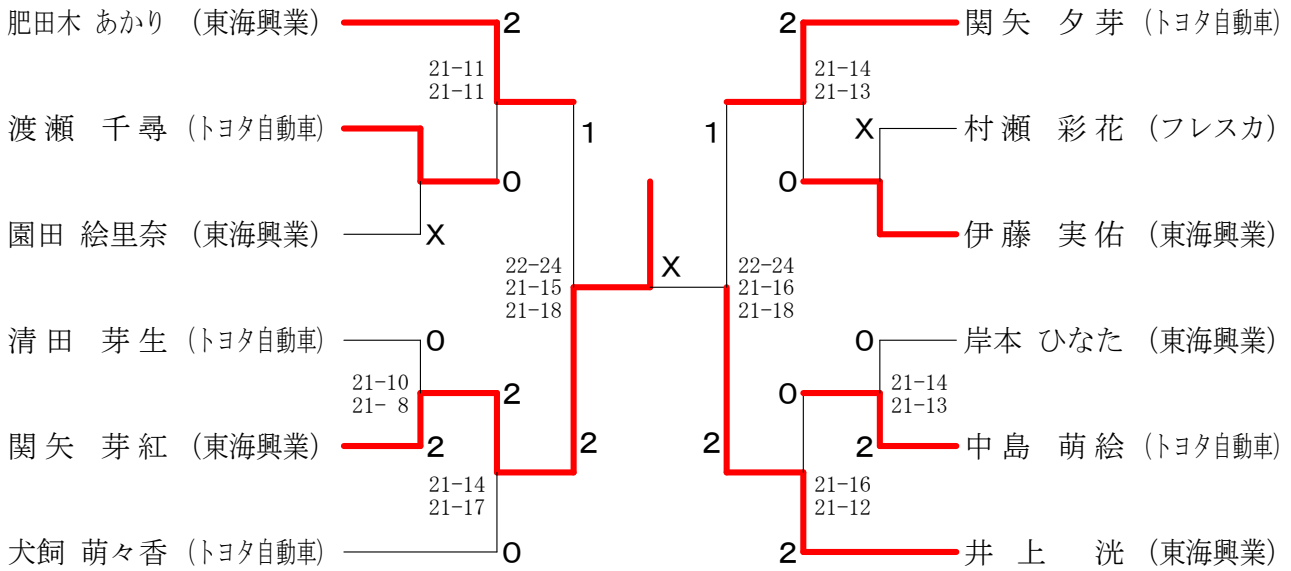 肥田木 あかり (東海興業) 2 2 関矢 夕芽 (トヨタ自動車)
21-11 21-14
21-11 21-13
渡瀬 千尋 (トヨタ自動車) 1 1 X 村瀬 彩花 (フレスカ)
0 0
園田 絵里奈 (東海興業) X 伊藤 実佑 (東海興業)
22-24 X 22-24
21-15 21-16
21-18 21-18
清田 芽生 (トヨタ自動車) 0 0 岸本 ひなた (東海興業)
21-10 2 0 21-14
21- 8 21-13
関矢 芽紅 (東海興業) 2 2 2 2 中島 萌絵 (トヨタ自動車)
21-14 21-16
21-17 21-12
犬飼 萌々香 (トヨタ自動車) 0 2 井上 洸 (東海興業)